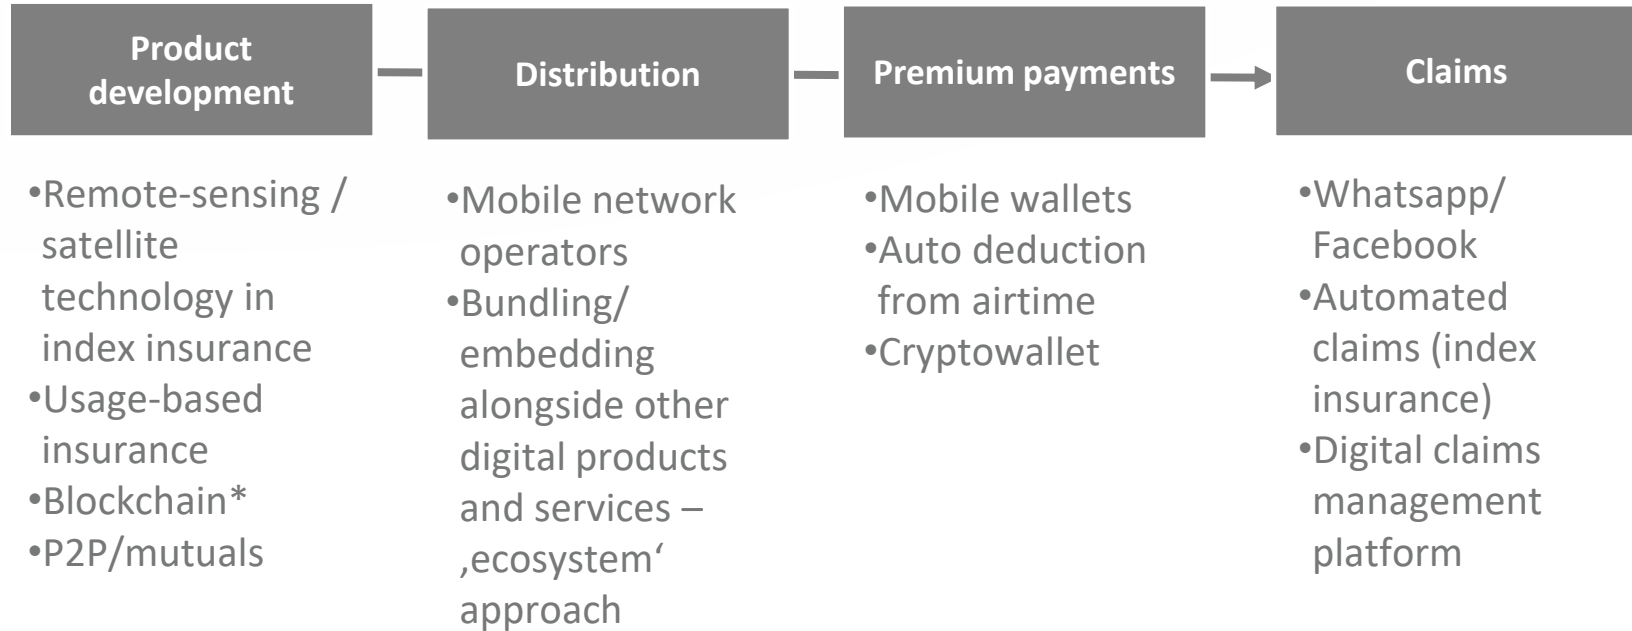 Product
development
Distribution
Premium payments
Claims
•Remote-sensing /
satellite
technology in
index insurance
•Usage-based
insurance
•Blockchain*
•P2P/mutuals
•Mobile network
operators
•Bundling/
embedding
alongside other
digital products
and services –
‚ecosystem‘
approach
•Mobile wallets
•Auto deduction
from airtime
•Cryptowallet
•Whatsapp/
Facebook
•Automated
claims (index
insurance)
•Digital claims
management
platform